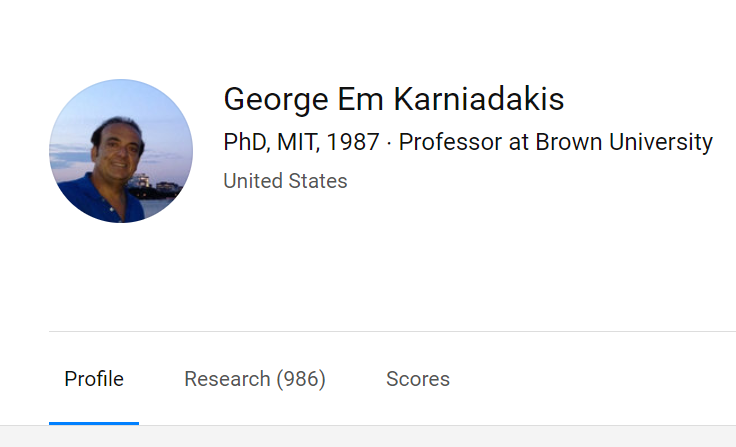 George Em Karniadakis
PhD, MIT, 1987 · Professor at Brown University
United States
Profile Research (986) Scores